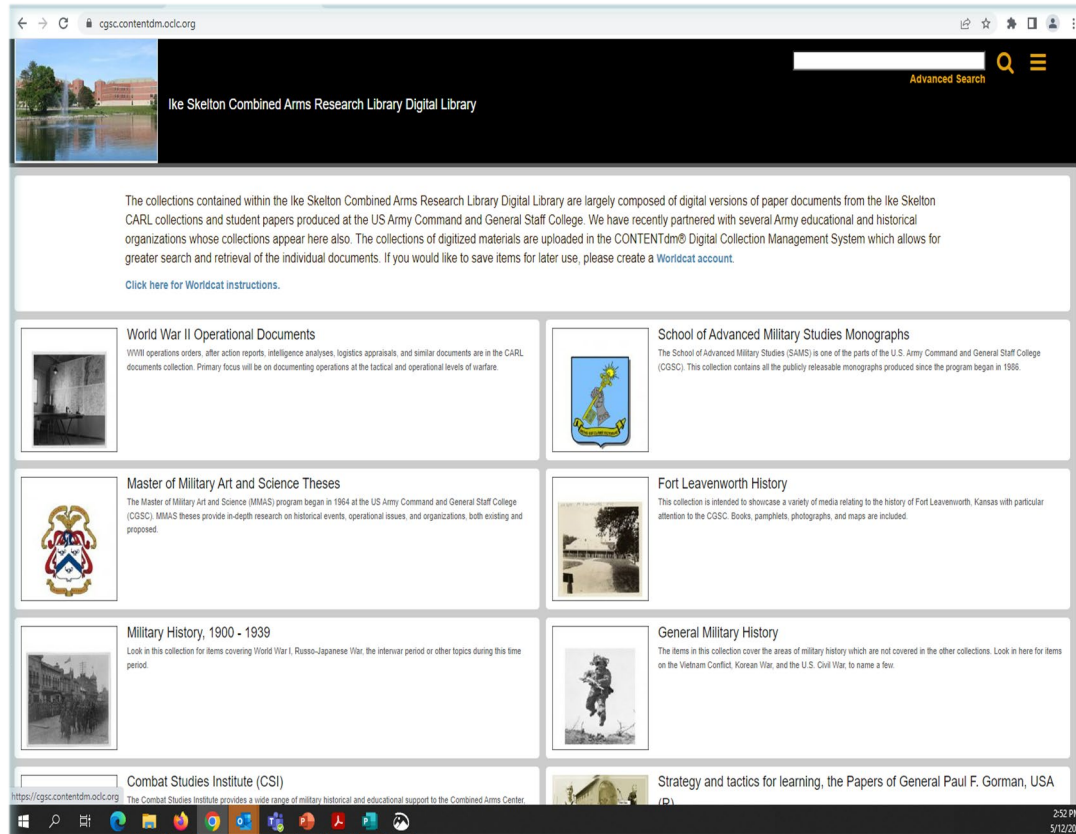 cgsc.contentdm.oclc.org
Advanced Search
Ike Skelton Combined Arms Research Library Digital Library
The collections contained within the Ike Skelton Combined Arms Research Library Digital Library are largely composed of digital versions of paper documents from the Ike Skelton
CARL collections and student papers produced at the US Army Command and General Staff College. We have recently partnered with several Army educational and historical
organizations whose collections appear here also. The collections of digitized materials are uploaded in the CONTENTdm® Digital Collection Management System which allows for
greater search and retrieval of the individual documents. If you would like to save items for later use, please create a Worldcat account.
Click here for Worldcat instructions.
World War II Operational Documents
WWII operations orders, after action reports, intelligence analyses, logistics appraisals, and similar documents are in the CARL
documents collection. Primary focus will be on documenting operations at the tactical and operational levels of warfare.
School of Advanced Military Studies Monographs
The School of Advanced Military Studies (SAMS) is one of the parts of the U.S. Army Command and General Staff College
(CGSC). This collection contains all the publicly releasable monographs produced since the program began in 1986.
Master of Military Art and Science Theses
The Master of Military Art and Science (MMAS) program began in 1964 at the US Army Command and General Staff College
(CGSC). MMAS theses provide in-depth research on historical events, operational issues, and organizations, both existing and
proposed.
Fort Leavenworth History
This collection is intended to showcase a variety of media relating to the history of Fort Leavenworth, Kansas with particular
attention to the CGSC. Books, pamphlets, photographs, and maps are included.
Military History, 1900 - 1939
Look in this collection for items covering World War I, Russo-Japanese War, the interwar period or other topics during this time
period.
General Military History
The items in this collection cover the areas of military history which are not covered in the other collections. Look in here for items
on the Vietnam Conflict, Korean War, and the U.S. Civil War, to name a few.
Combat Studies Institute (CSI)
The Combat Studies Institute provides a wide range of military historical and educational support to the Combined Arms Center,
Strategy and tactics for learning, the Papers of General Paul F. Gorman, USA
(R)
https://cgsc.contentdm.oclc.org
2:52 PM
5/12/20